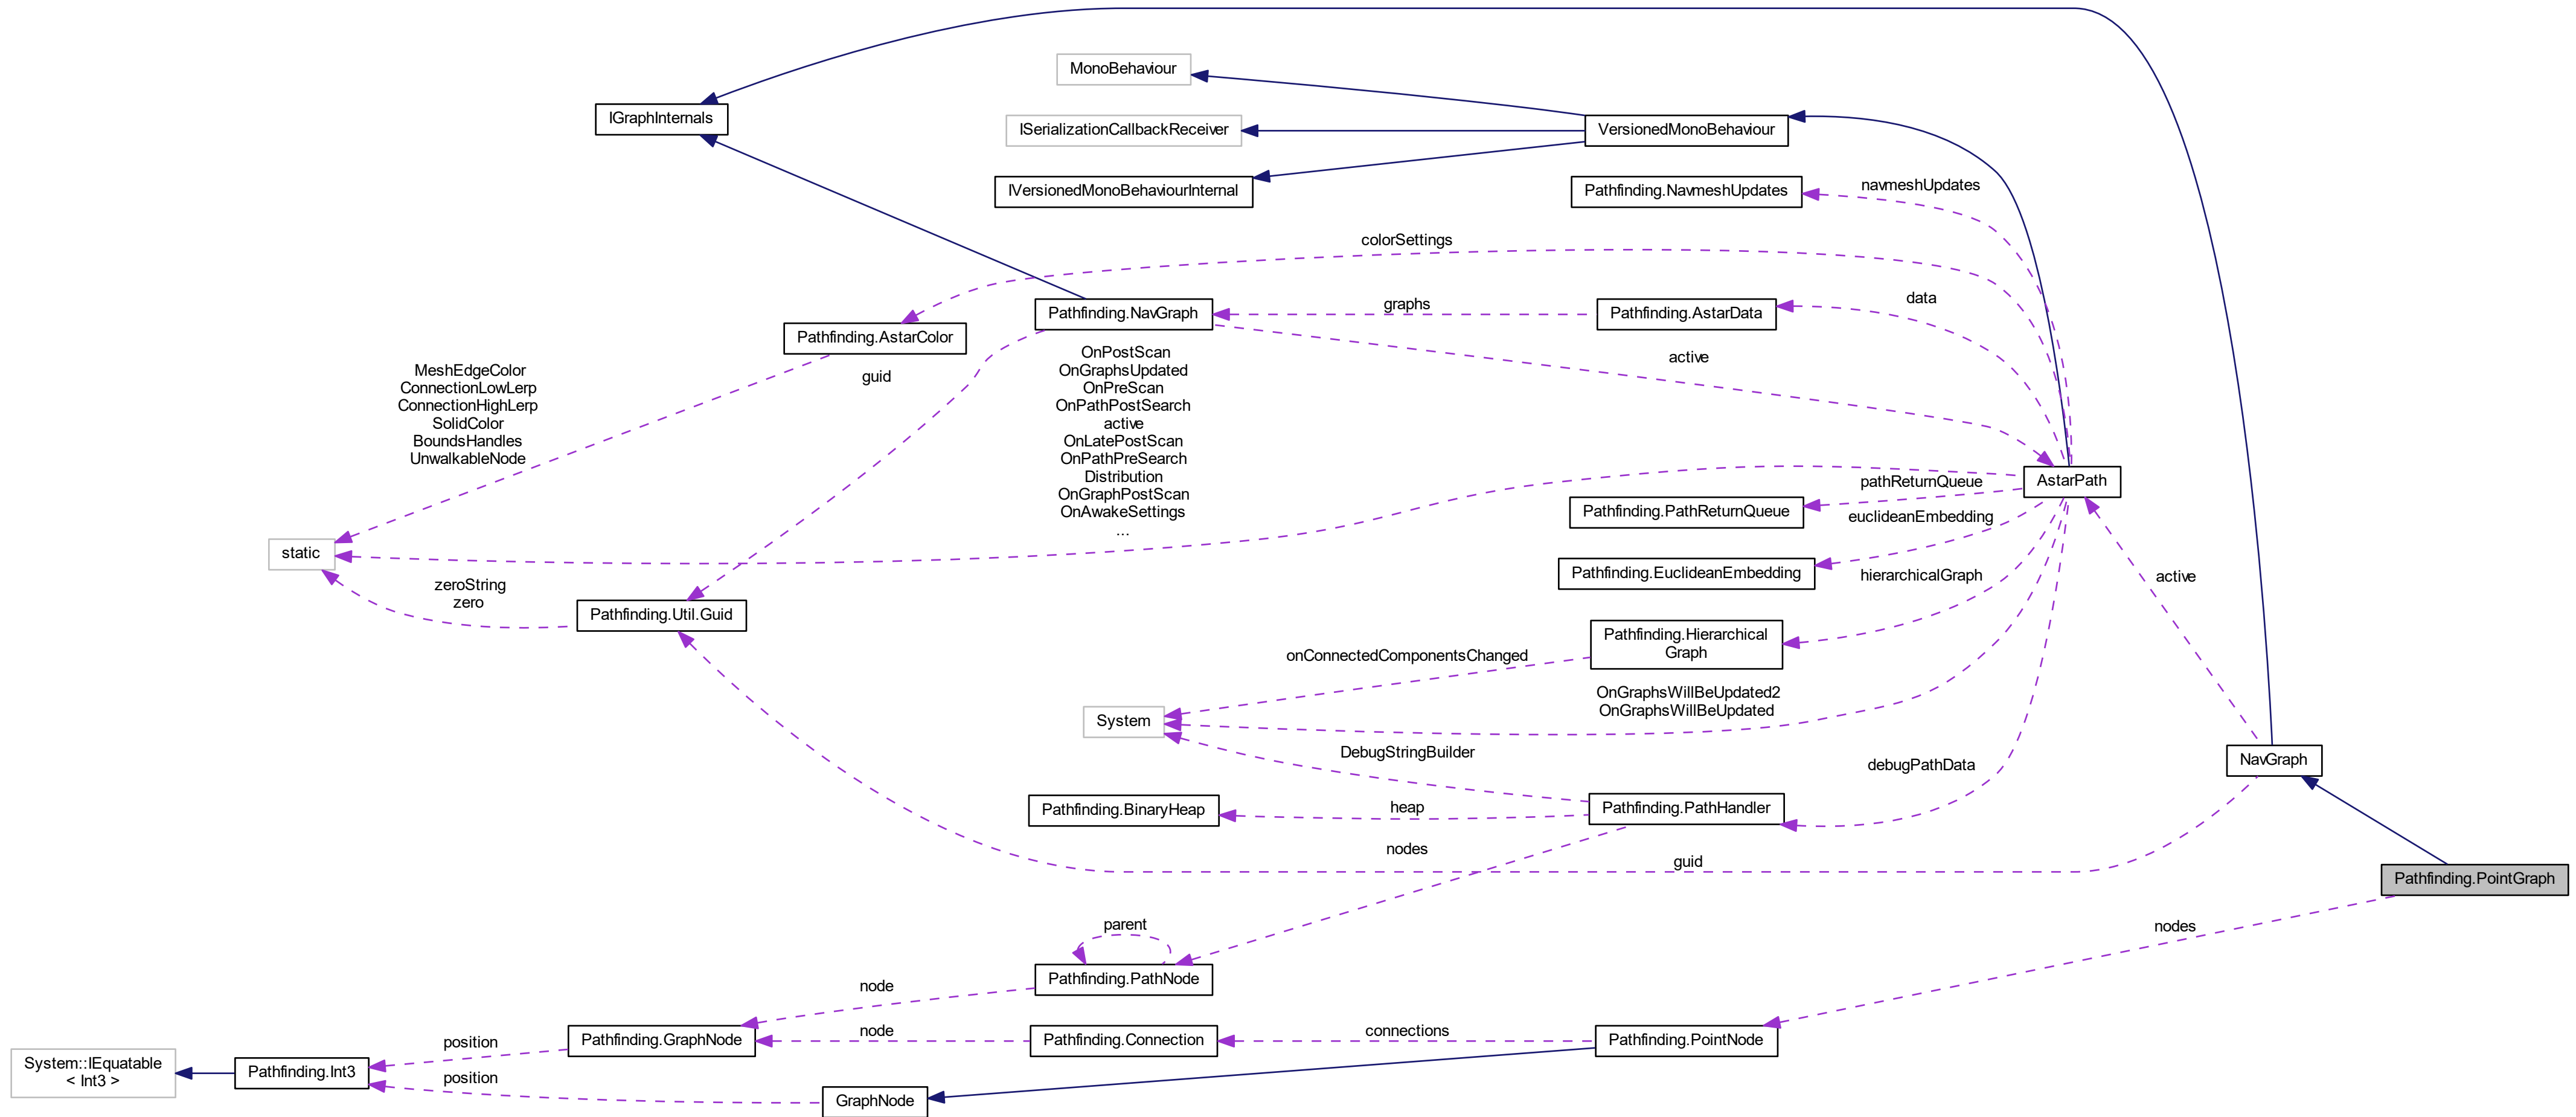 MonoBehaviour
IGraphInternals
ISerializationCallbackReceiver
VersionedMonoBehaviour
IVersionedMonoBehaviourInternal
Pathfinding.NavmeshUpdates
navmeshUpdates
colorSettings
Pathfinding.NavGraph
graphs
Pathfinding.AstarData
data
Pathfinding.AstarColor
active
guid
MeshEdgeColor
ConnectionLowLerp
ConnectionHighLerp
SolidColor
BoundsHandles
UnwalkableNode
OnPostScan
OnGraphsUpdated
OnPreScan
OnPathPostSearch
active
OnLatePostScan
OnPathPreSearch
Distribution
OnGraphPostScan
OnAwakeSettings
...
AstarPath
pathReturnQueue
Pathfinding.PathReturnQueue
euclideanEmbedding
static
Pathfinding.EuclideanEmbedding
hierarchicalGraph
active
zeroString
zero
Pathfinding.Util.Guid
Pathfinding.Hierarchical
Graph
onConnectedComponentsChanged
OnGraphsWillBeUpdated2
OnGraphsWillBeUpdated
System
DebugStringBuilder
debugPathData
NavGraph
Pathfinding.BinaryHeap
heap
Pathfinding.PathHandler
nodes
guid
Pathfinding.PointGraph
parent
nodes
Pathfinding.PathNode
node
Pathfinding.GraphNode
node
Pathfinding.Connection
connections
Pathfinding.PointNode
position
System::IEquatable
< Int3 >
Pathfinding.Int3
position
GraphNode